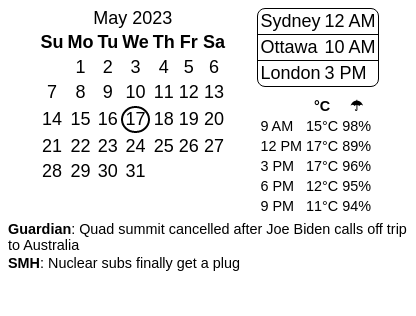 May 2023
Su Mo Tu We Th Fr Sa
1 2 3 4 5 6
7 8 9 10 11 12 13
14 15 16 17 18 19 20
21 22 23 24 25 26 27
28 29 30 31
Sydney 12 AM
Ottawa 10 AM
London 3 PM
°C ☂
9 AM 15°C 98%
12 PM 17°C 89%
3 PM 17°C 96%
6 PM 12°C 95%
9 PM 11°C 94%
Guardian: Quad summit cancelled after Joe Biden calls off trip
to Australia
SMH: Nuclear subs finally get a plug